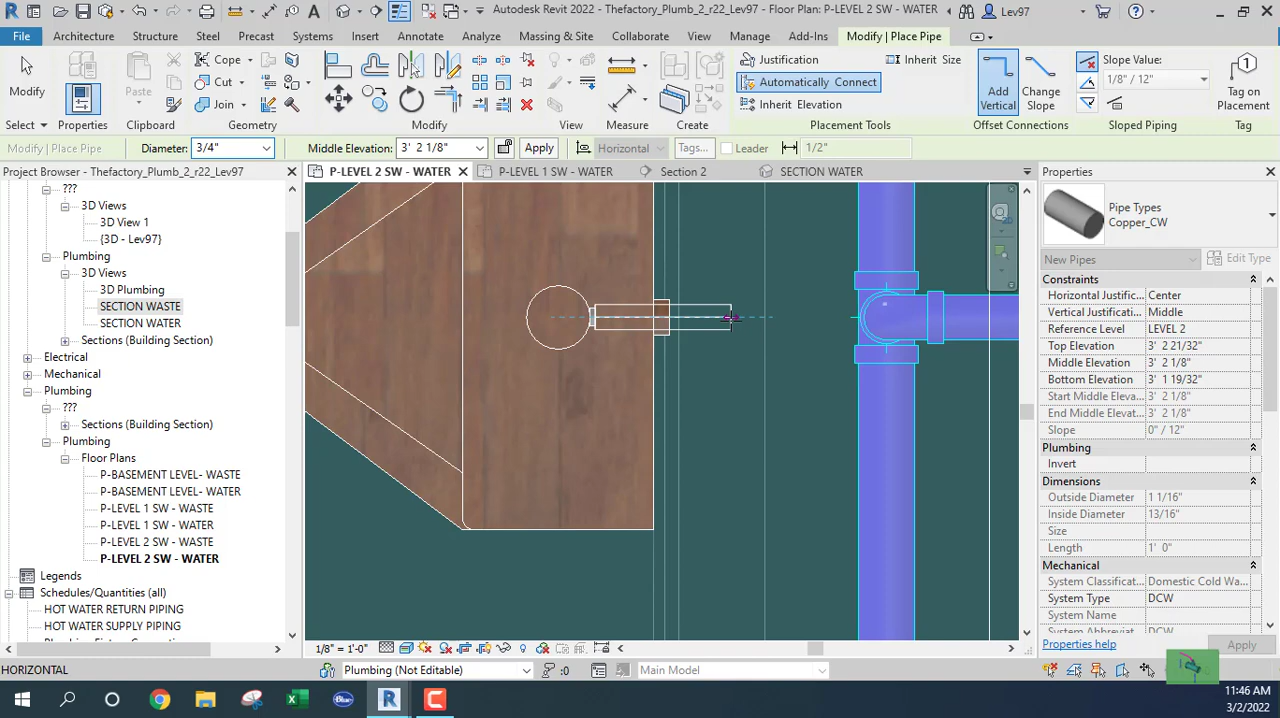 Autodesk Revit 2022 - Thefactory_Plumb_2_r22_Lev97 - Floor Plan: P-LEVEL 2 SW - WATER
Lev97
File Architecture Structure Steel Precast Systems Insert Annotate Analyze Massing & Site Collaborate View Manage Add-Ins Modify | Place Pipe
Modify
Paste
Cope
Cut
Join
Justification
Automatically Connect
Inherit Elevation
Inherit Size
Add Vertical
Change Slope
Slope Value:
1/8" / 12"
Tag on Placement
Select Properties Clipboard Geometry Modify View Measure Create Placement Tools Offset Connections Sloped Piping Tag
Modify | Place Pipe Diameter: 3/4" Middle Elevation: 3' 2 1/8" Apply Horizontal Tags... Leader 1/2"
Project Browser - Thefactory_Plumb_2_r22_Lev97
???
3D Views
3D View 1
{3D - Lev97}
Plumbing
3D Views
3D Plumbing
SECTION WASTE
SECTION WATER
Sections (Building Section)
Electrical
Mechanical
Plumbing
???
Sections (Building Section)
Plumbing
Floor Plans
P-BASEMENT LEVEL- WASTE
P-BASEMENT LEVEL- WATER
P-LEVEL 1 SW - WASTE
P-LEVEL 1 SW - WATER
P-LEVEL 2 SW - WASTE
P-LEVEL 2 SW - WATER
Legends
Schedules/Quantities (all)
HOT WATER RETURN PIPING
HOT WATER SUPPLY PIPING
P-LEVEL 2 SW - WATER P-LEVEL 1 SW - WATER Section 2 SECTION WATER
Properties
Pipe Types
Copper_CW
New Pipes Edit Type
Constraints
Horizontal Justific... Center
Vertical Justificat... Middle
Reference Level LEVEL 2
Top Elevation 3' 2 21/32"
Middle Elevation 3' 2 1/8"
Bottom Elevation 3' 1 19/32"
Start Middle Eleva... 3' 2 1/8"
End Middle Elevat... 3' 2 1/8"
Slope 0" / 12"
Plumbing
Invert
Dimensions
Outside Diameter 1 1/16"
Inside Diameter 13/16"
Size
Length 1' 0"
Mechanical
System Classificat... Domestic Cold Wa...
System Type DCW
System Name
Properties help Apply
1/8" = 1'-0"
HORIZONTAL Plumbing (Not Editable) :0 Main Model
11:46 AM
3/2/2022